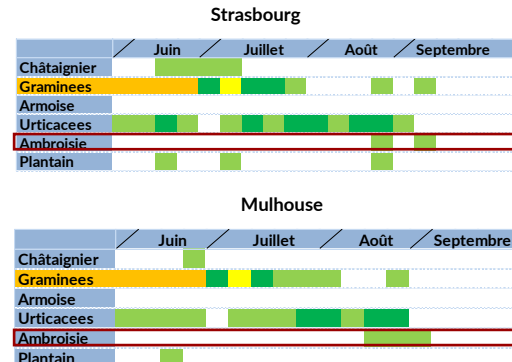 Strasbourg
Juin Juillet Août Septembre
Châtaignier
Graminees
Armoise
Urticacees
Ambroisie
Plantain
Mulhouse
Juin Juillet Août Septembre
Châtaignier
Graminees
Armoise
Urticacees
Ambroisie
Plantain